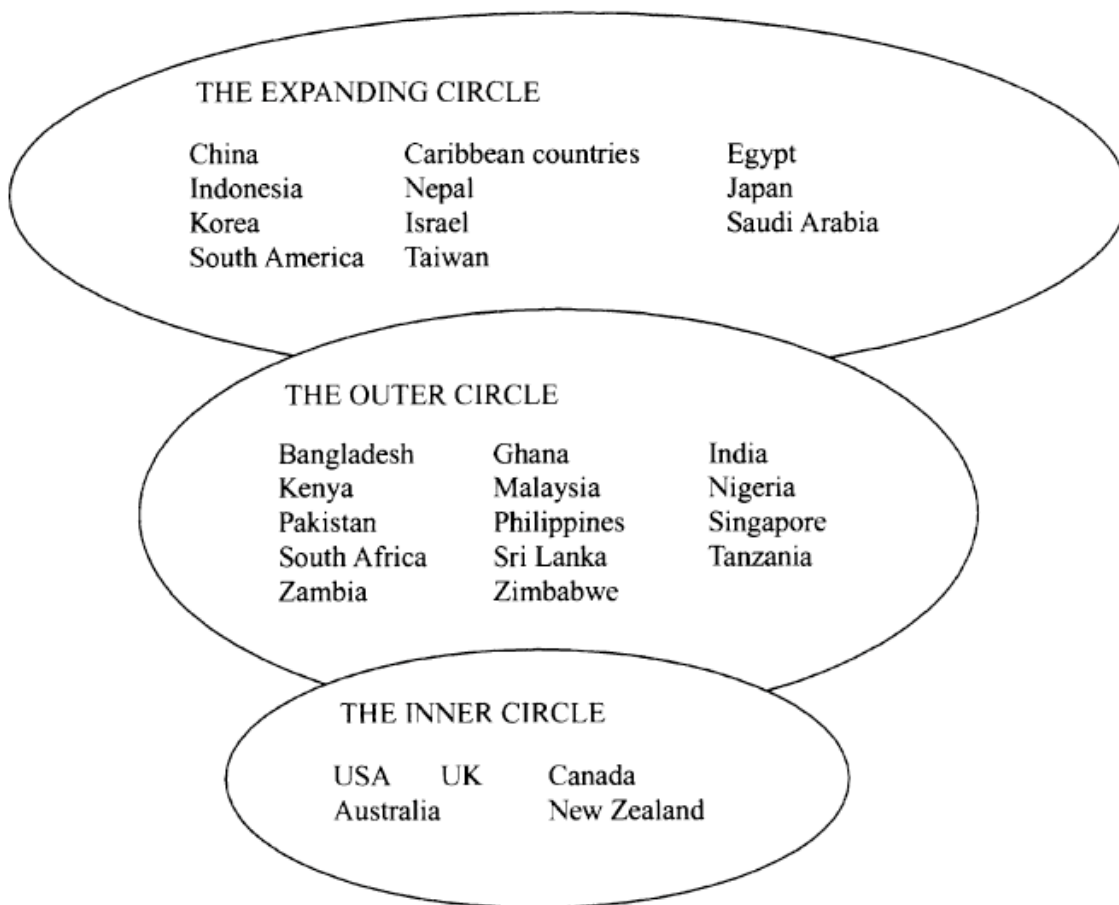 THE EXPANDING CIRCLE
China Caribbean countries Egypt
Indonesia Nepal Japan
Korea Israel Saudi Arabia
South America Taiwan
THE OUTER CIRCLE
Bangladesh Ghana India
Kenya Malaysia Nigeria
Pakistan Philippines Singapore
South Africa Sri Lanka Tanzania
Zambia Zimbabwe
THE INNER CIRCLE
USA UK Canada
Australia New Zealand